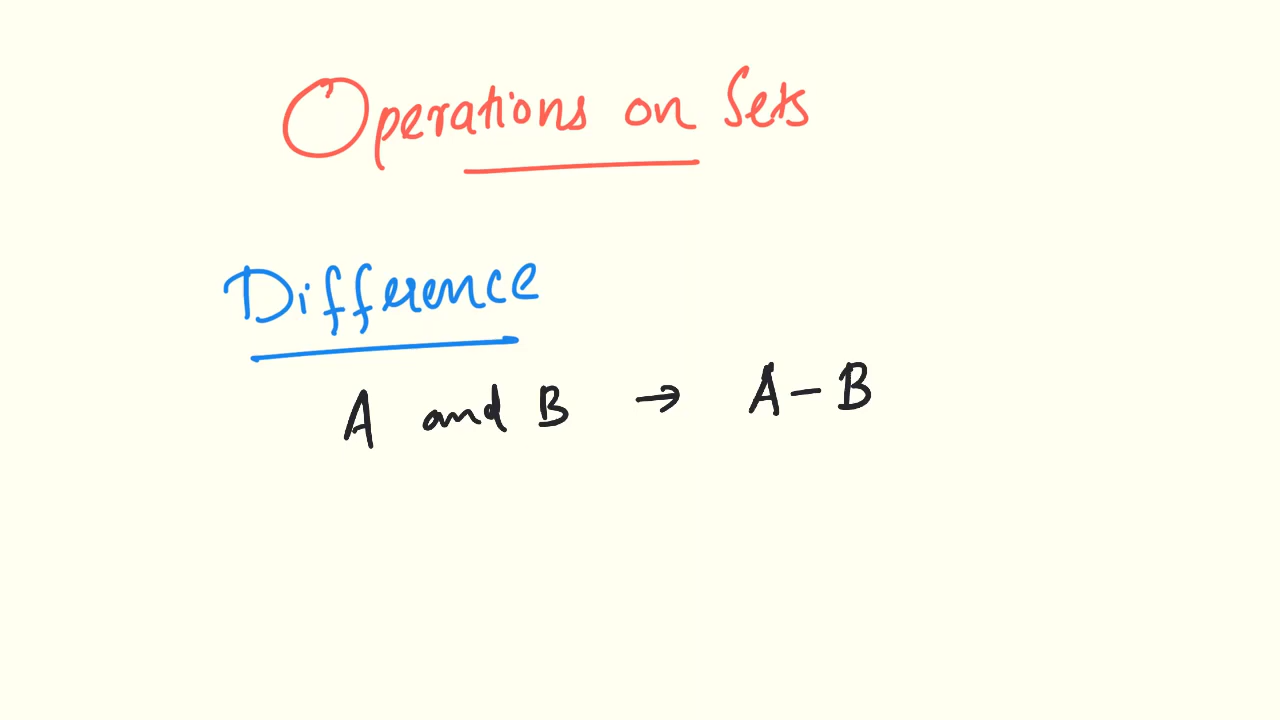 Operations on Sets
Difference
A and B → A - B